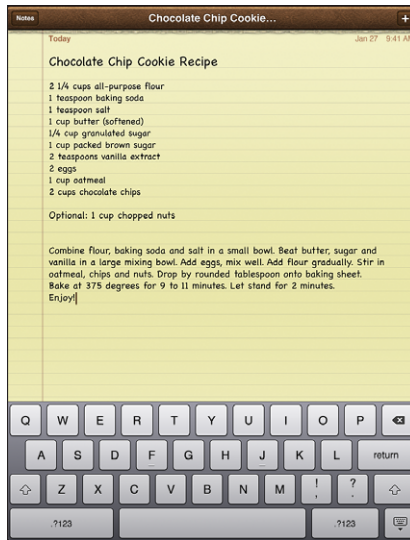 Notes
Chocolate Chip Cookie...
+
Today
Jan 27 9:41 AM
Chocolate Chip Cookie Recipe
2 1/4 cups all-purpose flour
1 teaspoon baking soda
1 teaspoon salt
1 cup butter (softened)
1/4 cup granulated sugar
1 cup packed brown sugar
2 teaspoons vanilla extract
2 eggs
1 cup oatmeal
2 cups chocolate chips
Optional: 1 cup chopped nuts
Combine flour, baking soda and salt in a small bowl. Beat butter, sugar and
vanilla in a large mixing bowl. Add eggs, mix well. Add flour gradually. Stir in
oatmeal, chips and nuts. Drop by rounded tablespoon onto baking sheet.
Bake at 375 degrees for 9 to 11 minutes. Let stand for 2 minutes.
Enjoy!
Q W E R T Y U I O P
A S D F G H J K L return
Z X C V B N M ! , ? .
.?123 .?123